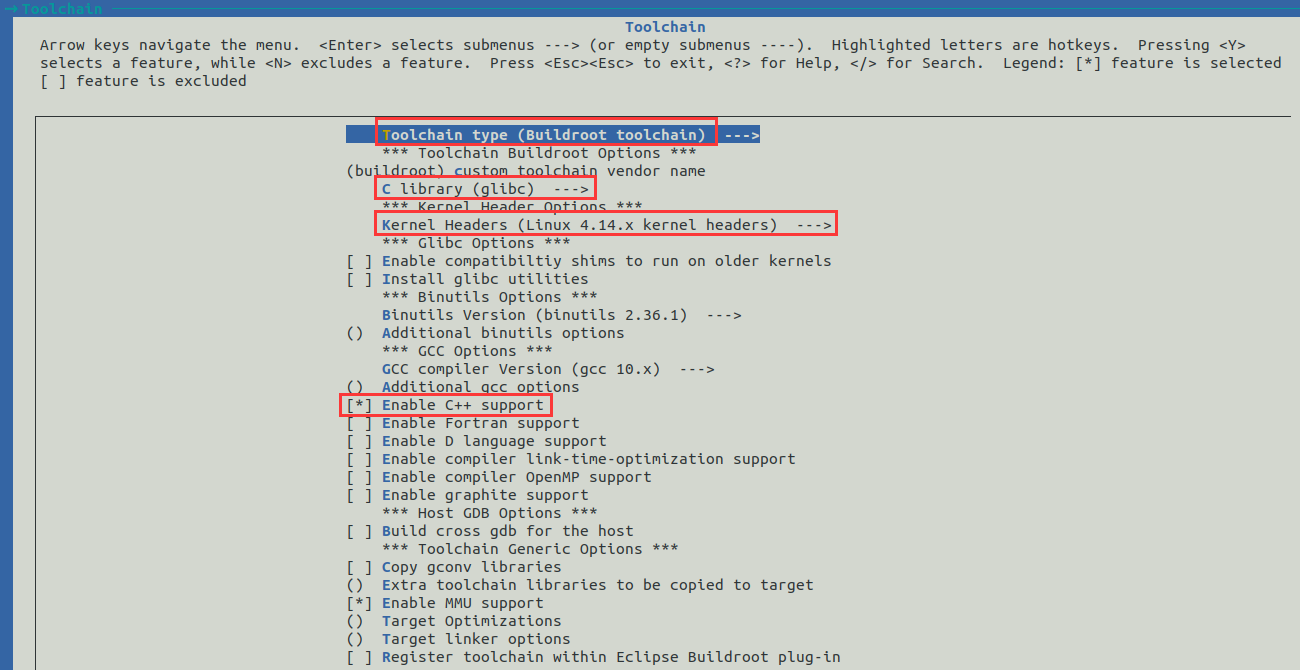 → Toolchain
Toolchain
Arrow keys navigate the menu.  <Enter> selects submenus ---> (or empty submenus ----).  Highlighted letters are hotkeys.  Pressing <Y>
selects a feature, while <N> excludes a feature.  Press <Esc><Esc> to exit, <?> for Help, </> for Search.  Legend: [*] feature is selected
[ ] feature is excluded
Toolchain type (Buildroot toolchain)  --->
*** Toolchain Buildroot Options ***
(buildroot) custom toolchain vendor name
C library (glibc)  --->
*** Kernel Header Options ***
Kernel Headers (Linux 4.14.x kernel headers)  --->
*** Glibc Options ***
[ ] Enable compatibiltiy shims to run on older kernels
[ ] Install glibc utilities
*** Binutils Options ***
Binutils Version (binutils 2.36.1)  --->
()  Additional binutils options
*** GCC Options ***
GCC compiler Version (gcc 10.x)  --->
()  Additional gcc options
[*] Enable C++ support
[ ] Enable Fortran support
[ ] Enable D language support
[ ] Enable compiler link-time-optimization support
[ ] Enable compiler OpenMP support
[ ] Enable graphite support
*** Host GDB Options ***
[ ] Build cross gdb for the host
*** Toolchain Generic Options ***
[ ] Copy gconv libraries
()  Extra toolchain libraries to be copied to target
[*] Enable MMU support
()  Target Optimizations
()  Target linker options
[ ] Register toolchain within Eclipse Buildroot plug-in